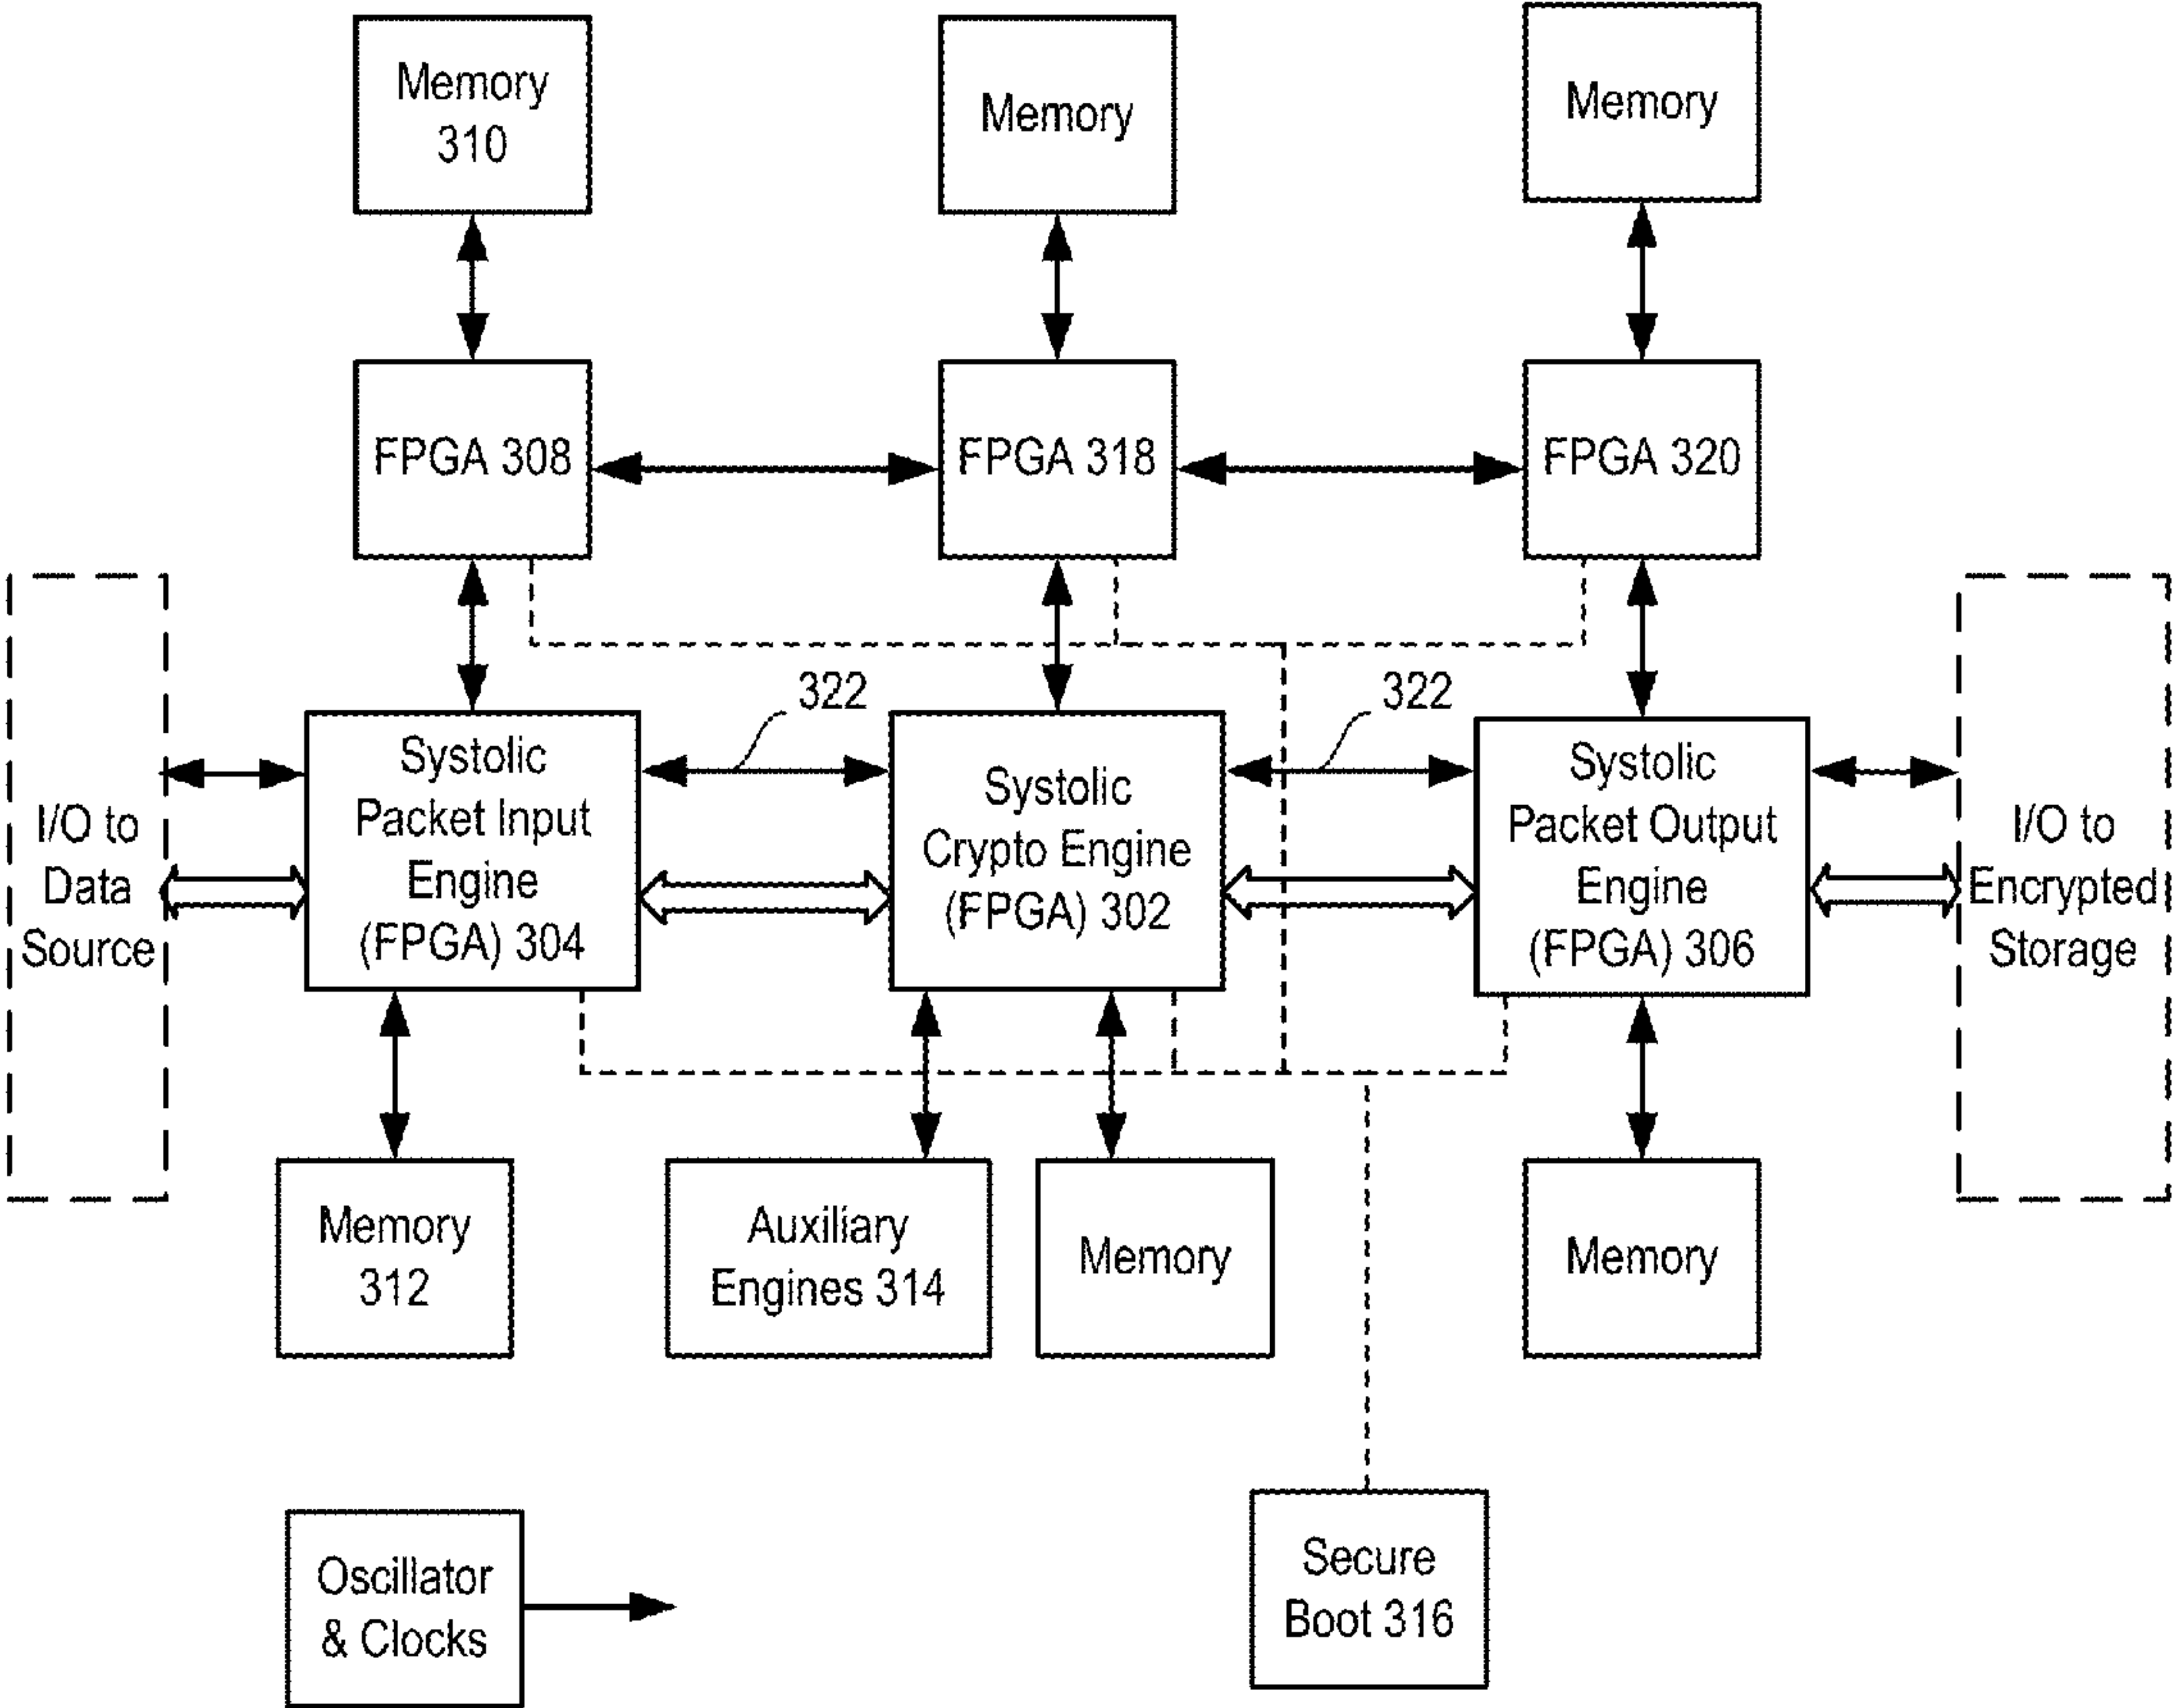 Memory
310
Memory
Memory
FPGA 308
FPGA 318
FPGA 320
322
322
I/O to
Data
Source
Systolic
Packet Input
Engine
(FPGA) 304
Systolic
Crypto Engine
(FPGA) 302
Systolic
Packet Output
Engine
(FPGA) 306
I/O to
Encrypted
Storage
Memory
312
Auxiliary
Engines 314
Memory
Memory
Oscillator
& Clocks
Secure
Boot 316